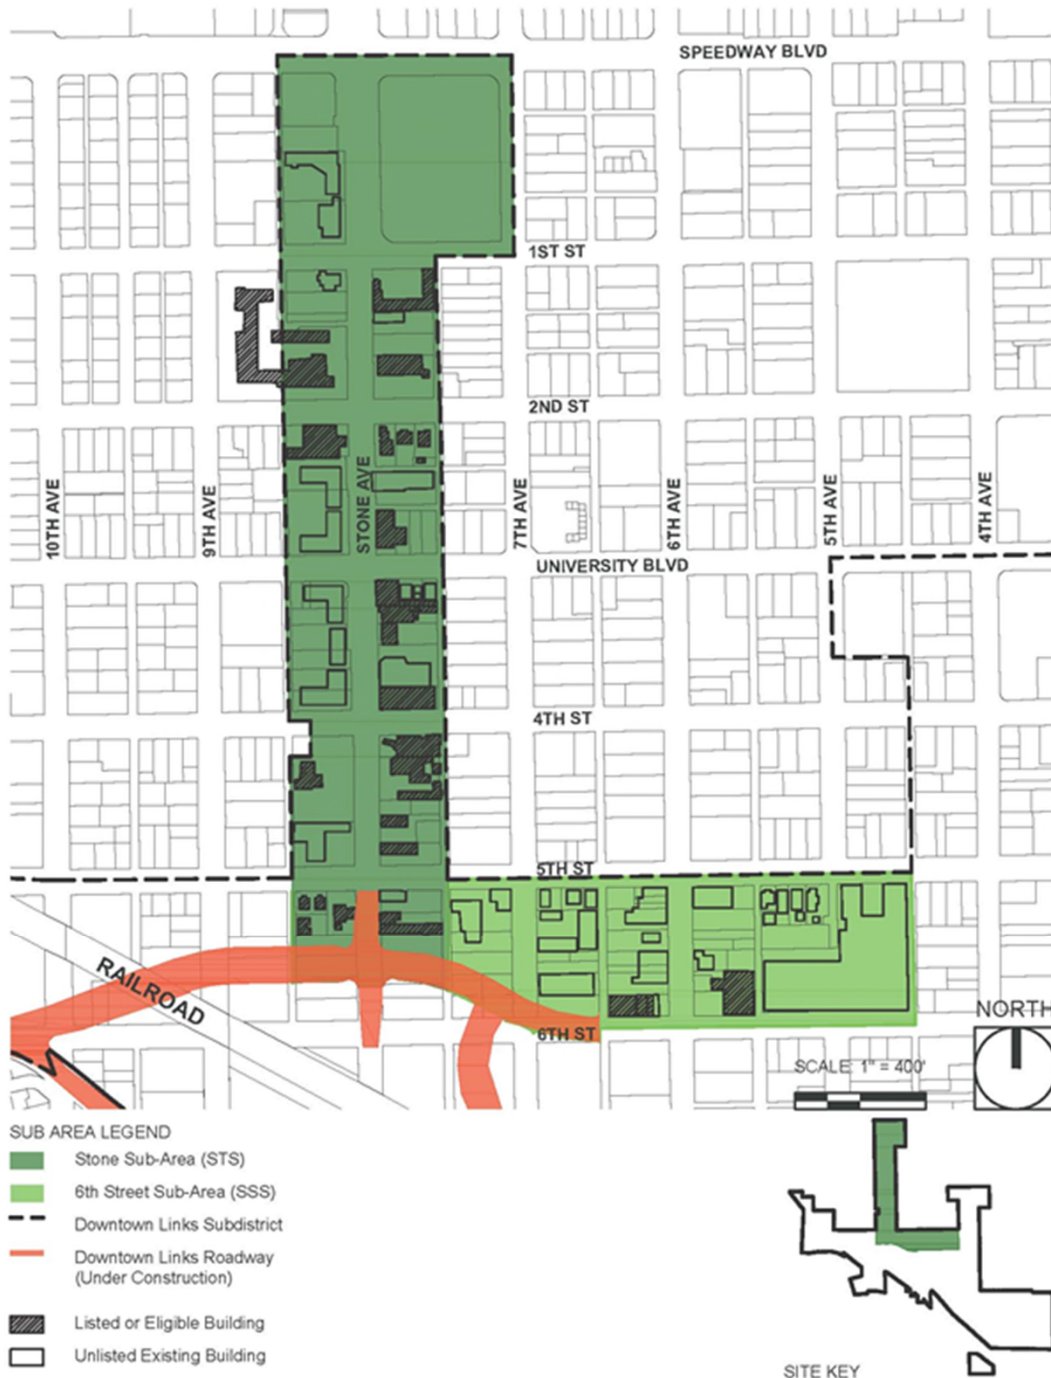 SPEEDWAY BLVD
1ST ST
2ND ST
10TH AVE
9TH AVE
STONE AVE
7TH AVE
6TH AVE
5TH AVE
4TH AVE
UNIVERSITY BLVD
4TH ST
5TH ST
RAILROAD
6TH ST
NORTH
SCALE: 1" = 400'
SUB AREA LEGEND
Stone Sub-Area (STS)
6th Street Sub-Area (SSS)
Downtown Links Subdistrict
Downtown Links Roadway
(Under Construction)
Listed or Eligible Building
Unlisted Existing Building
SITE KEY